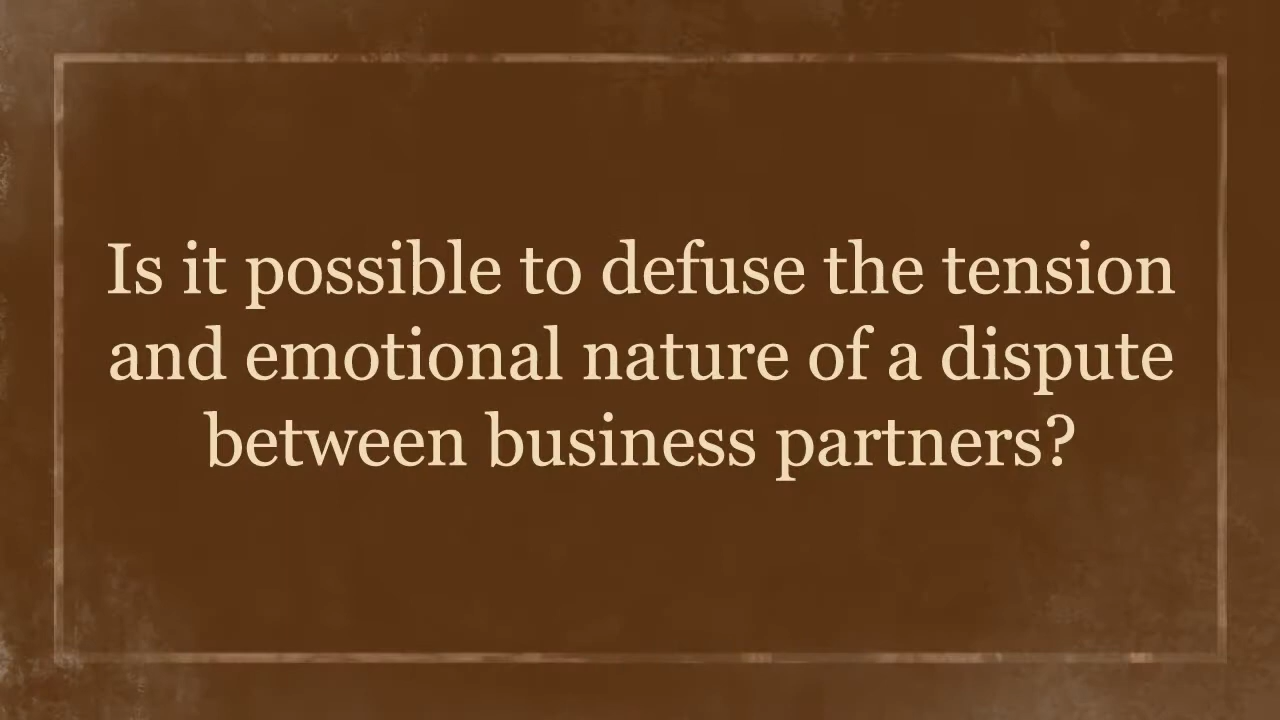 Is it possible to defuse the tension
and emotional nature of a dispute
between business partners?